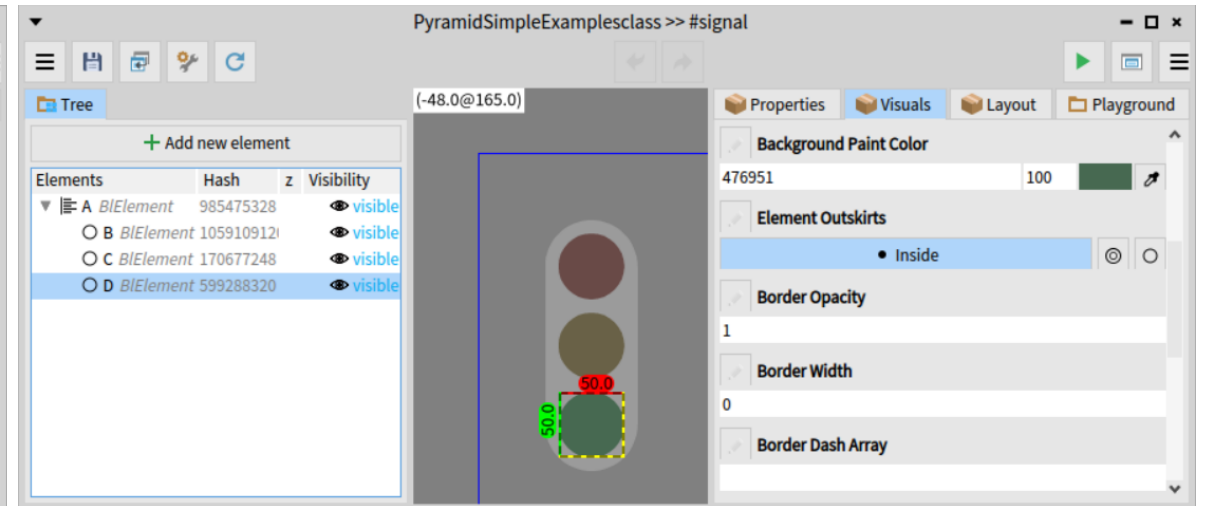 PyramidSimpleExamplesclass >> #signal
Tree
+ Add new element
Elements Hash z Visibility
A BlElement 985475328 visible
B BlElement 105910912 visible
C BlElement 170677248 visible
D BlElement 599288320 visible
(-48.0@165.0)
50.0
50.0
Properties Visuals Layout Playground
Background Paint Color
476951 100
Element Outskirts
Inside
Border Opacity
1
Border Width
0
Border Dash Array